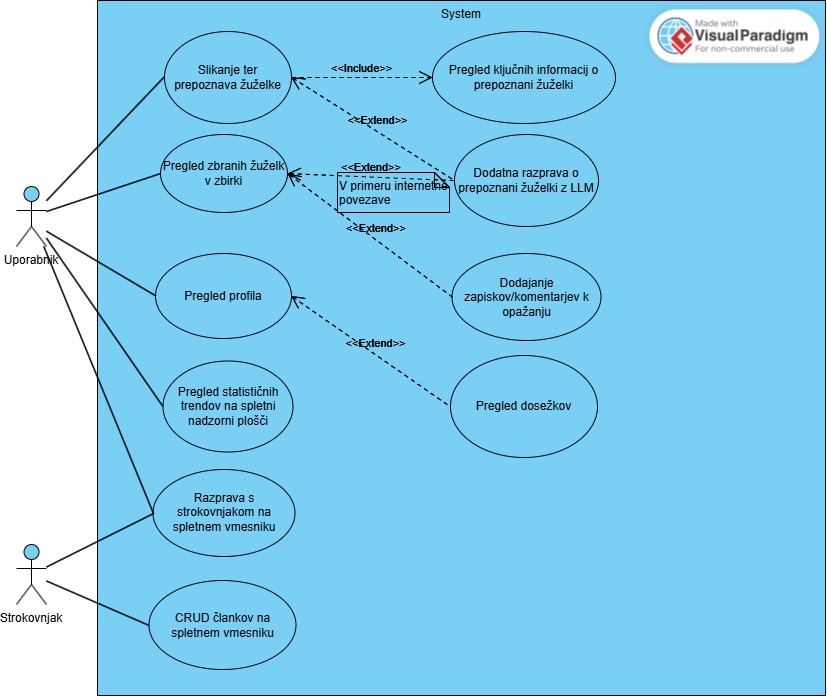 System
Made with
VisualParadigm
For non-commercial use
Slikanje ter
prepoznava žuželke
<<Include>>
Pregled ključnih informacij o
prepoznani žuželki
<<Extend>>
Pregled zbranih žuželk
v zbirki
<<Extend>>
V primeru internetne
povezave
Dodatna razprava o
prepoznani žuželki z LLM
<<Extend>>
Uporabnik
Pregled profila
Dodajanje
zapiskov/komentarjev k
opažanju
<<Extend>>
Pregled statističnih
trendov na spletni
nadzorni plošči
Pregled dosežkov
Razprava s
strokovnjakom na
spletnem vmesniku
Strokovnjak
CRUD člankov na
spletnem vmesniku